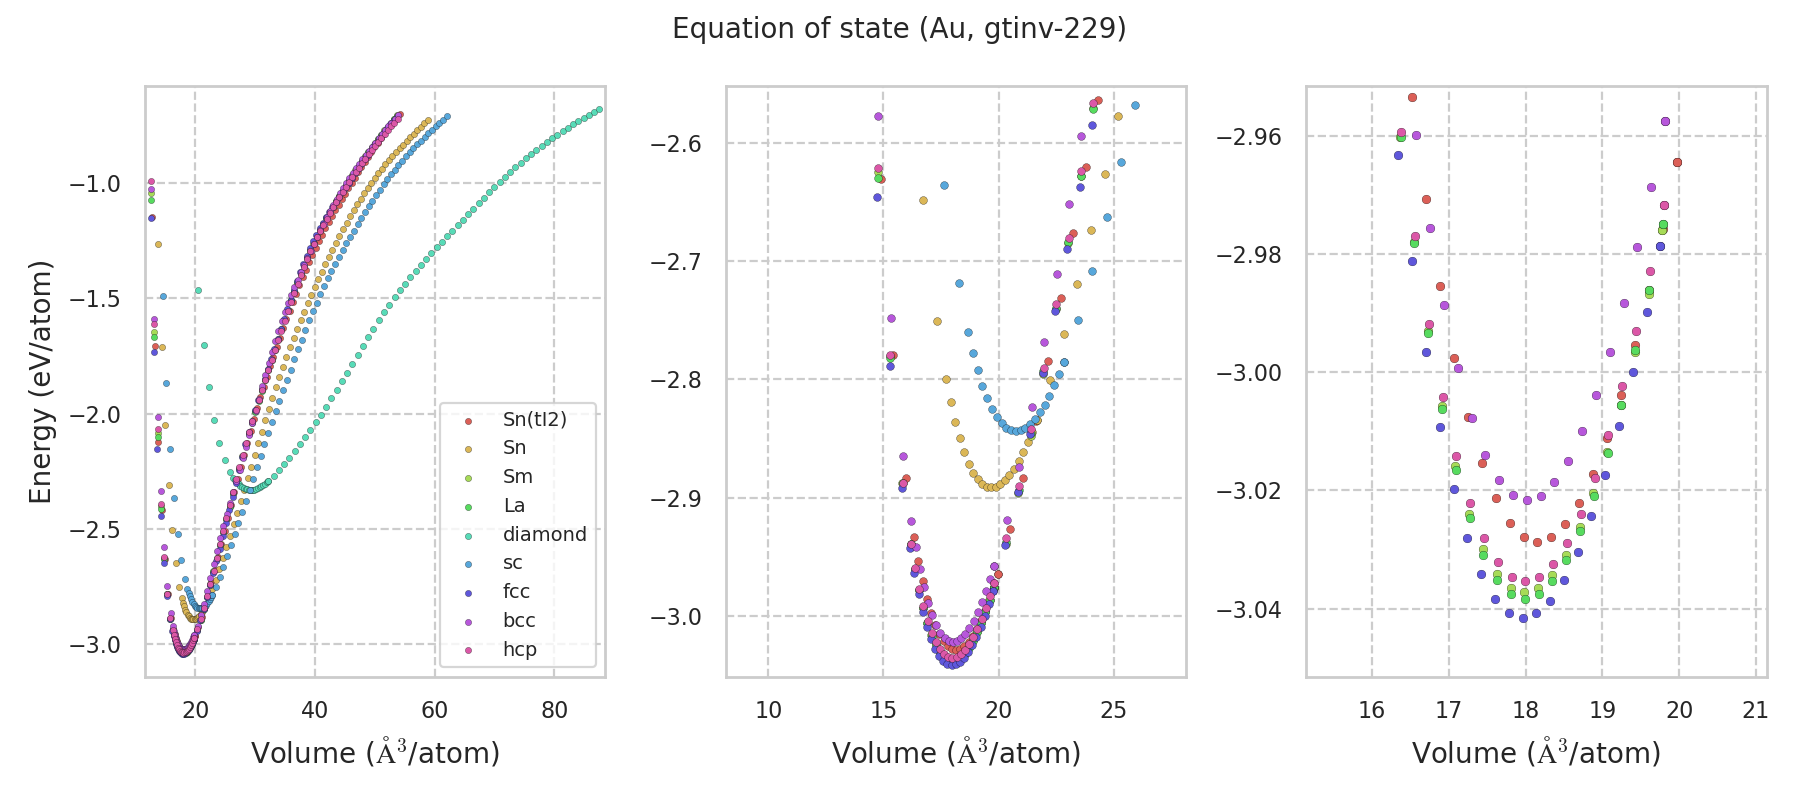 Equation of state (Au, gtinv-229)
Energy (eV/atom)
−1.0
−1.5
−2.0
−2.5
−3.0
20
40
60
80
Volume (Å³/atom)
Sn(tI2)
Sn
Sm
La
diamond
sc
fcc
bcc
hcp
−2.6
−2.7
−2.8
−2.9
−3.0
10
15
20
25
Volume (Å³/atom)
−2.96
−2.98
−3.00
−3.02
−3.04
16
17
18
19
20
21
Volume (Å³/atom)